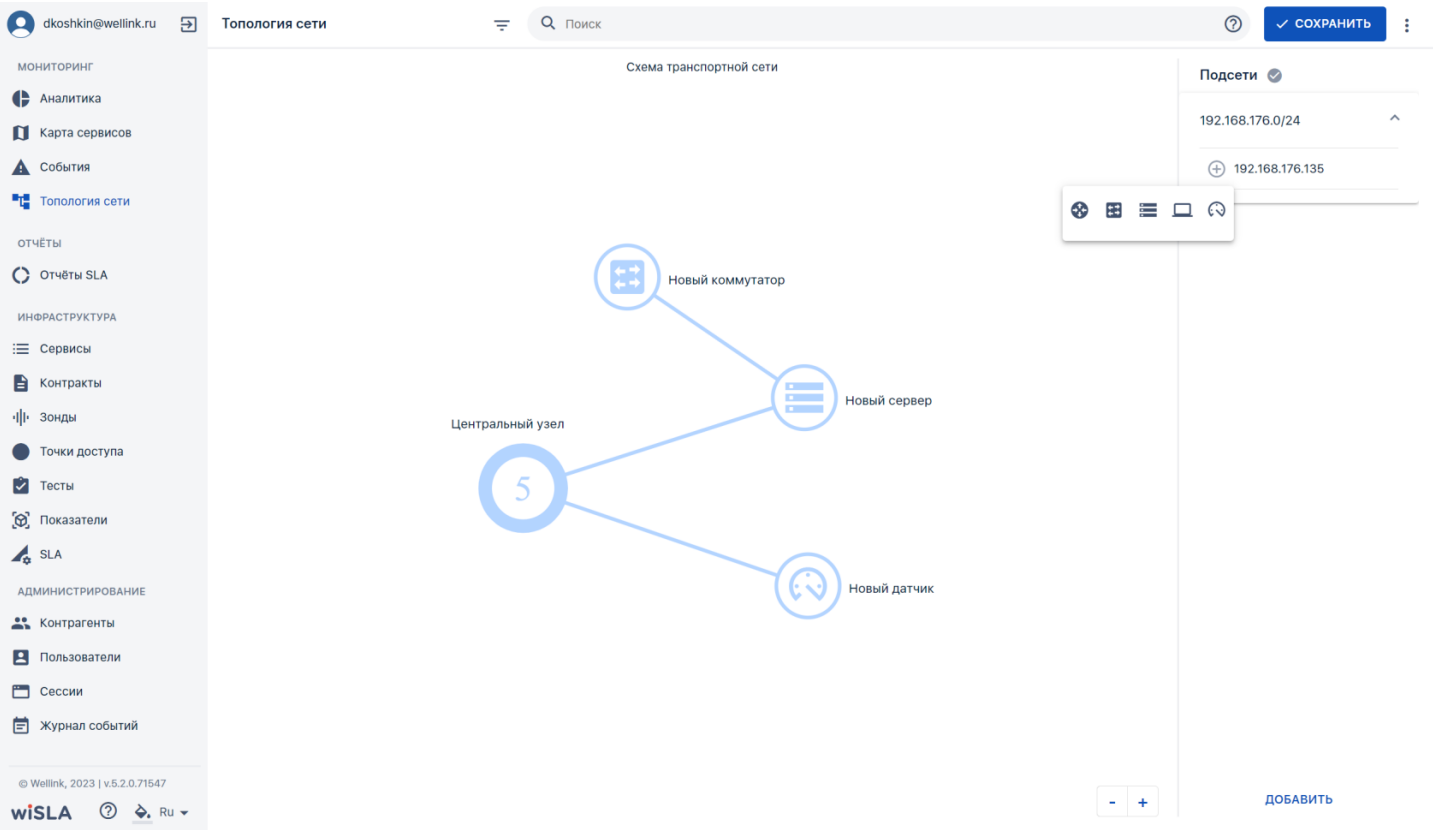 dkoshkin@wellink.ru
МОНИТОРИНГ
Аналитика
Карта сервисов
События
Топология сети
ОТЧЁТЫ
Отчёты SLA
ИНФРАСТРУКТУРА
Сервисы
Контракты
Зонды
Точки доступа
Тесты
Показатели
SLA
АДМИНИСТРИРОВАНИЕ
Контрагенты
Пользователи
Сессии
Журнал событий
© Wellink, 2023 | v.5.2.0.71547
wiSLA
Ru
Топология сети
Поиск
СОХРАНИТЬ
Схема транспортной сети
Новый коммутатор
Новый сервер
Центральный узел
5
Новый датчик
- +
Подсети
192.168.176.0/24
192.168.176.135
ДОБАВИТЬ